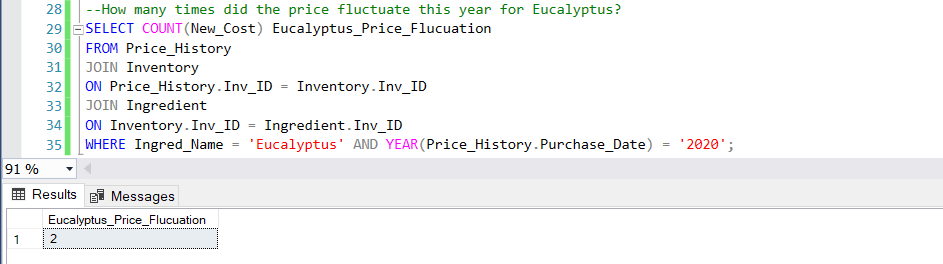 28 --How many times did the price fluctuate this year for Eucalyptus?
29 SELECT COUNT(New_Cost) Eucalyptus_Price_Flucuation
30 FROM Price_History
31 JOIN Inventory
32 ON Price_History.Inv_ID = Inventory.Inv_ID
33 JOIN Ingredient
34 ON Inventory.Inv_ID = Ingredient.Inv_ID
35 WHERE Ingred_Name = 'Eucalyptus' AND YEAR(Price_History.Purchase_Date) = '2020';
91 %
Results Messages
Eucalyptus_Price_Flucuation
1 2